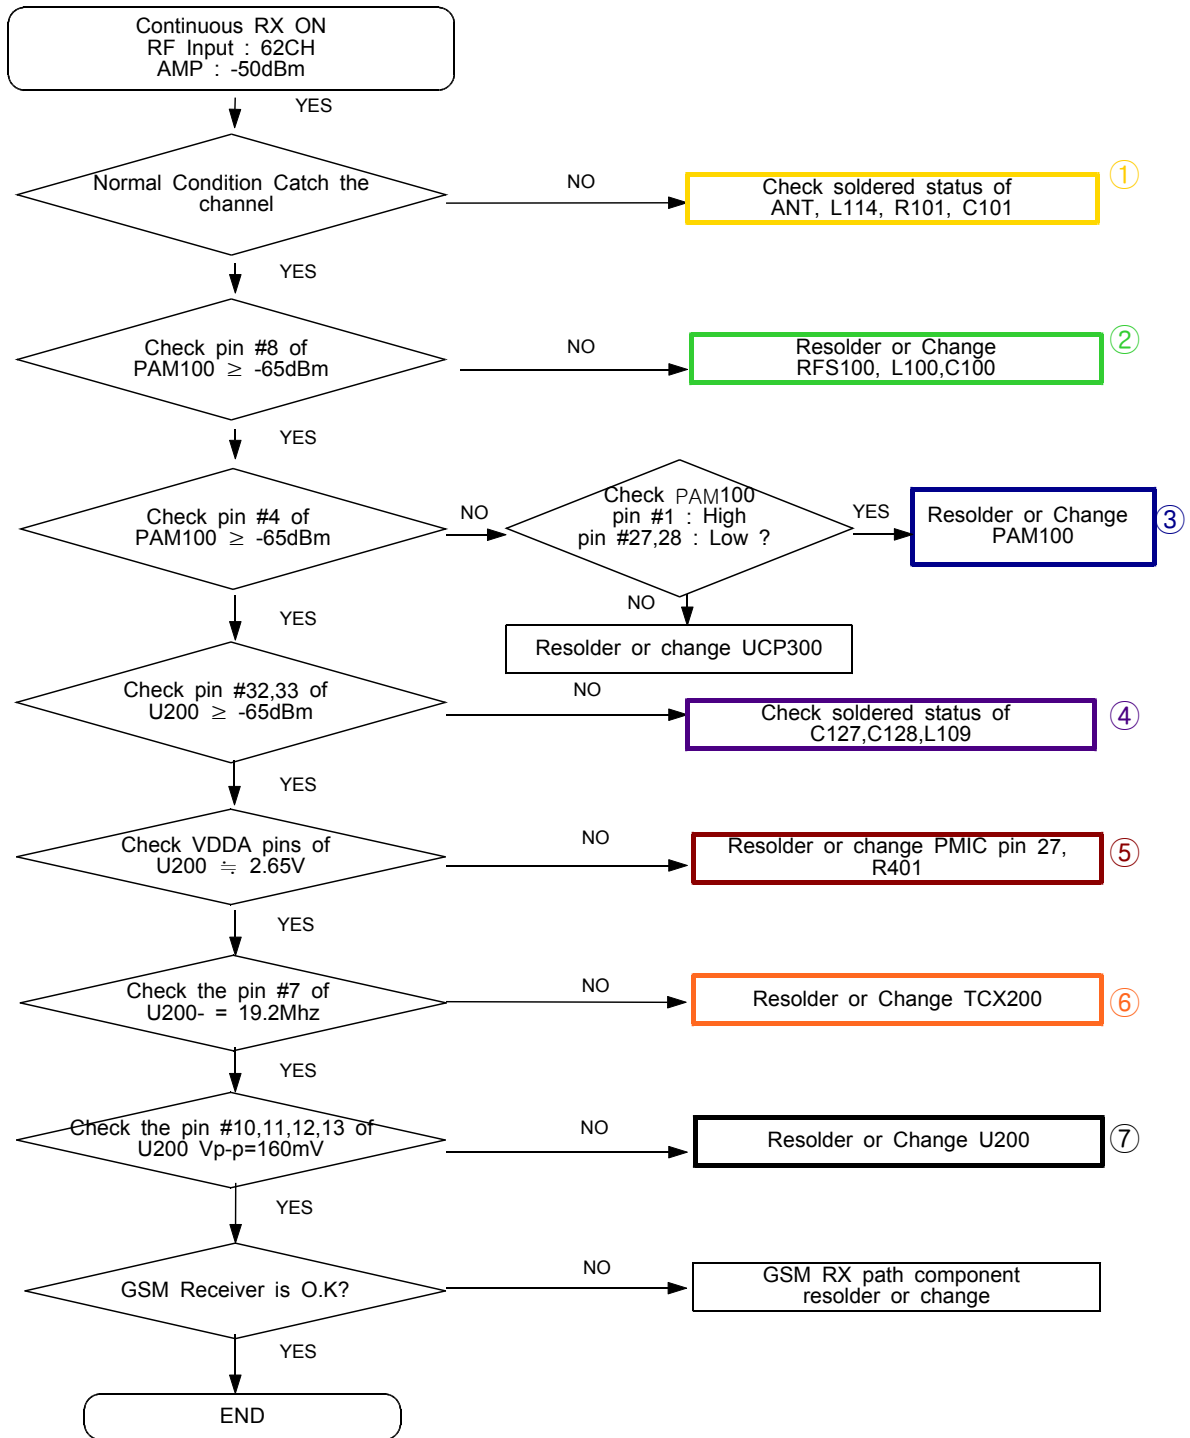 Continuous RX ON
RF Input : 62CH
AMP : -50dBm
YES
Normal Condition Catch the
channel
NO
Check soldered status of
ANT, L114, R101, C101
①
YES
Check pin #8 of
PAM100 ≥ -65dBm
NO
Resolder or Change
RFS100, L100,C100
②
YES
Check pin #4 of
PAM100 ≥ -65dBm
NO
Check PAM100
pin #1 : High
pin #27,28 : Low ?
YES
Resolder or Change
PAM100
③
NO
Resolder or change UCP300
YES
Check pin #32,33 of
U200 ≥ -65dBm
NO
Check soldered status of
C127,C128,L109
④
YES
Check VDDA pins of
U200 ≒ 2.65V
NO
Resolder or change PMIC pin 27,
R401
⑤
YES
Check the pin #7 of
U200- = 19.2Mhz
NO
Resolder or Change TCX200
⑥
YES
Check the pin #10,11,12,13 of
U200 Vp-p=160mV
NO
Resolder or Change U200
⑦
YES
GSM Receiver is O.K?
NO
GSM RX path component
resolder or change
YES
END